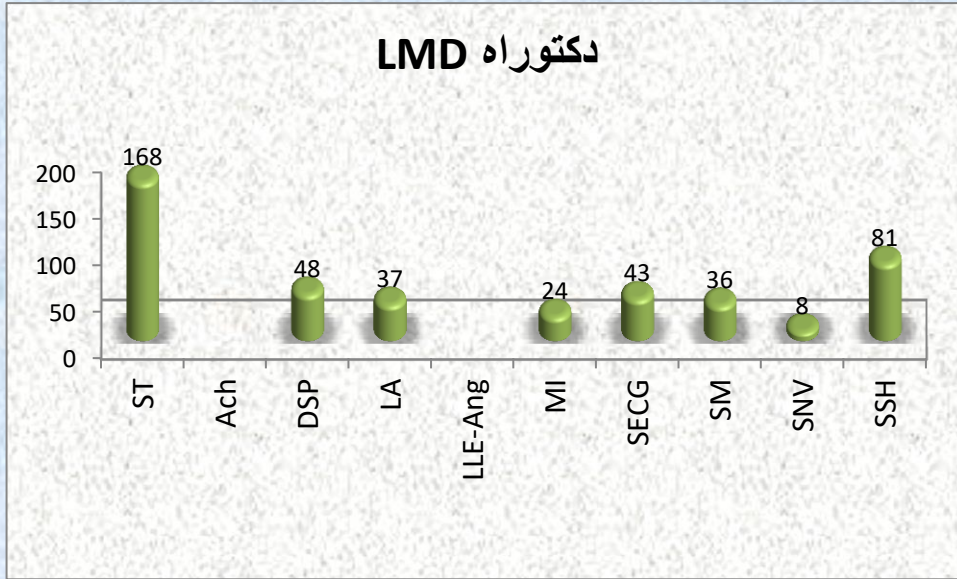 دكتوراه LMD
168
200
150
100
50
0
48
37
24
43
36
8
81
ST
Ach
DSP
LA
LLE-Ang
MI
SECG
SM
SNV
SSH